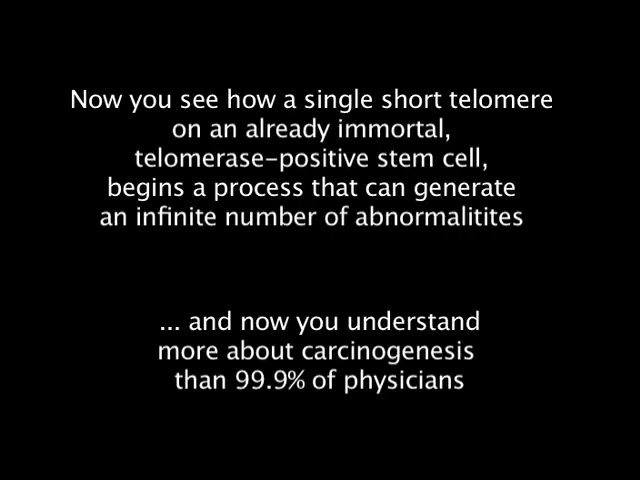 Now you see how a single short telomere
on an already immortal,
telomerase-positive stem cell,
begins a process that can generate
an infinite number of abnormalitites
... and now you understand
more about carcinogenesis
than 99.9% of physicians